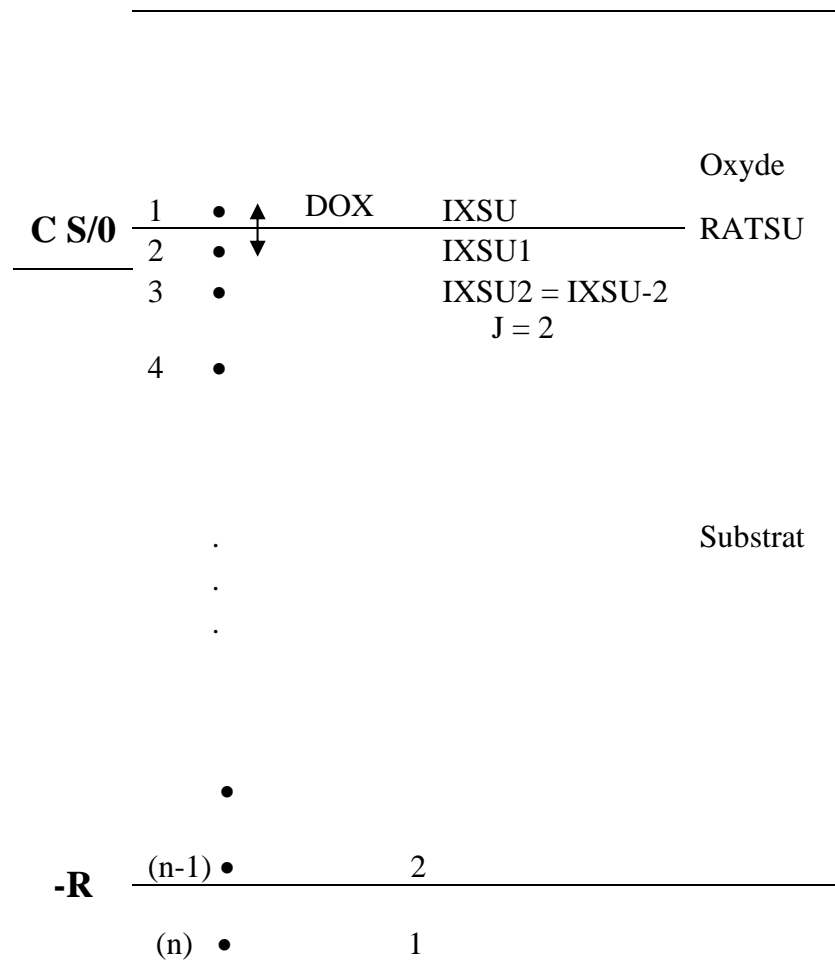 Oxyde
1 • DOX IXSU
C S/0 RATSU
2 • IXSU1
3 • IXSU2 = IXSU-2
J = 2
4 •
. Substrat
.
.
•
(n-1) • 2
-R
(n) • 1